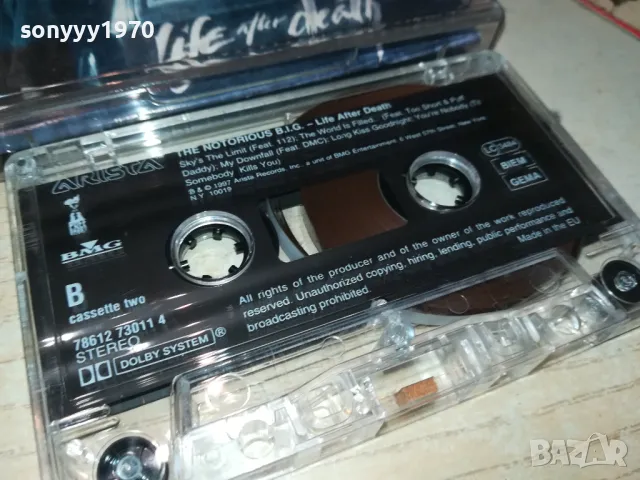 sonyyy1970
Life after death
ARISTA
THE NOTORIOUS B.I.G. – Life After Death
Sky's The Limit (Feat. 112); The World Is Filled... (Feat. Too Short & Puff
Daddy); My Downfall (Feat. DMC); Long Kiss Goodnight; You're Nobody (Til
Somebody Kills You)
℗ & © 1997 Arista Records, Inc., a unit of BMG Entertainment, 6 West 57th Street, New York,
N.Y. 10019
LC
BIEM
GEMA
BMG
B
cassette two
78612 73011 4
STEREO
DOLBY SYSTEM®
All rights of the producer and of the owner of the work reproduced
reserved. Unauthorized copying, hiring, lending, public performance and
broadcasting prohibited.
Made in the EU
BAZAR